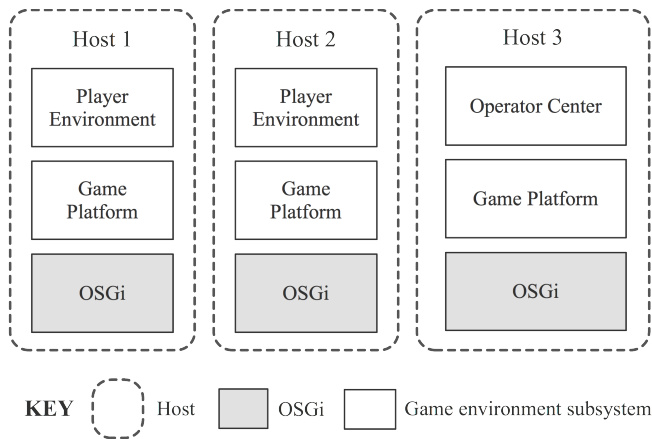 Host 1
Player
Environment
Game
Platform
OSGi
Host 2
Player
Environment
Game
Platform
OSGi
Host 3
Operator Center
Game Platform
OSGi
KEY Host OSGi Game environment subsystem